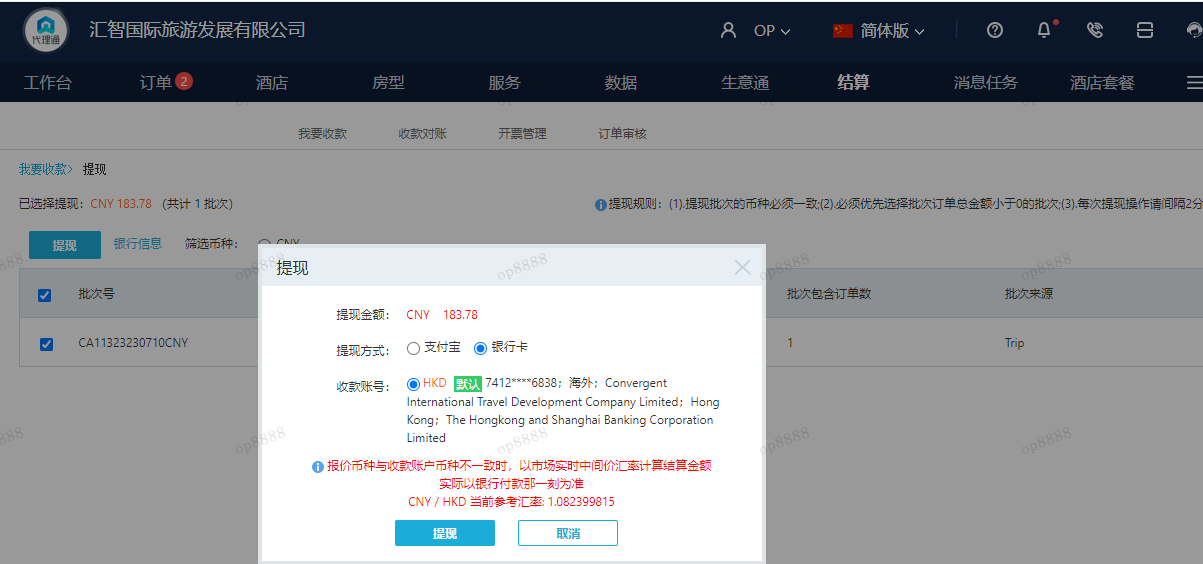 代理通
汇智国际旅游发展有限公司
OP
简体版
工作台
订单 2
酒店
房型
服务
数据
生意通
结算
消息任务
酒店套餐
我要收款
收款对账
开票管理
订单审核
我要收款> 提现
已选择提现：CNY 183.78 （共计 1 批次）
提现规则：(1).提现批次的币种必须一致;(2).必须优先选择批次订单总金额小于0的批次;(3).每次提现操作请间隔2分
提现
银行信息
筛选币种：
CNY
批次号
批次包含订单数
批次来源
CA11323230710CNY
1
Trip
提现
提现金额： CNY 183.78
提现方式： 支付宝 银行卡
收款账号： HKD 默认 7412****6838；海外；Convergent
International Travel Development Company Limited；Hong
Kong；The Hongkong and Shanghai Banking Corporation
Limited
报价币种与收款账户币种不一致时，以市场实时中间价汇率计算结算金额
实际以银行付款那一刻为准
CNY / HKD 当前参考汇率: 1.082399815
提现
取消
op8888
op8888
op8888
op8888
op8888
op8888
op8888
op8888
op8888
op8888